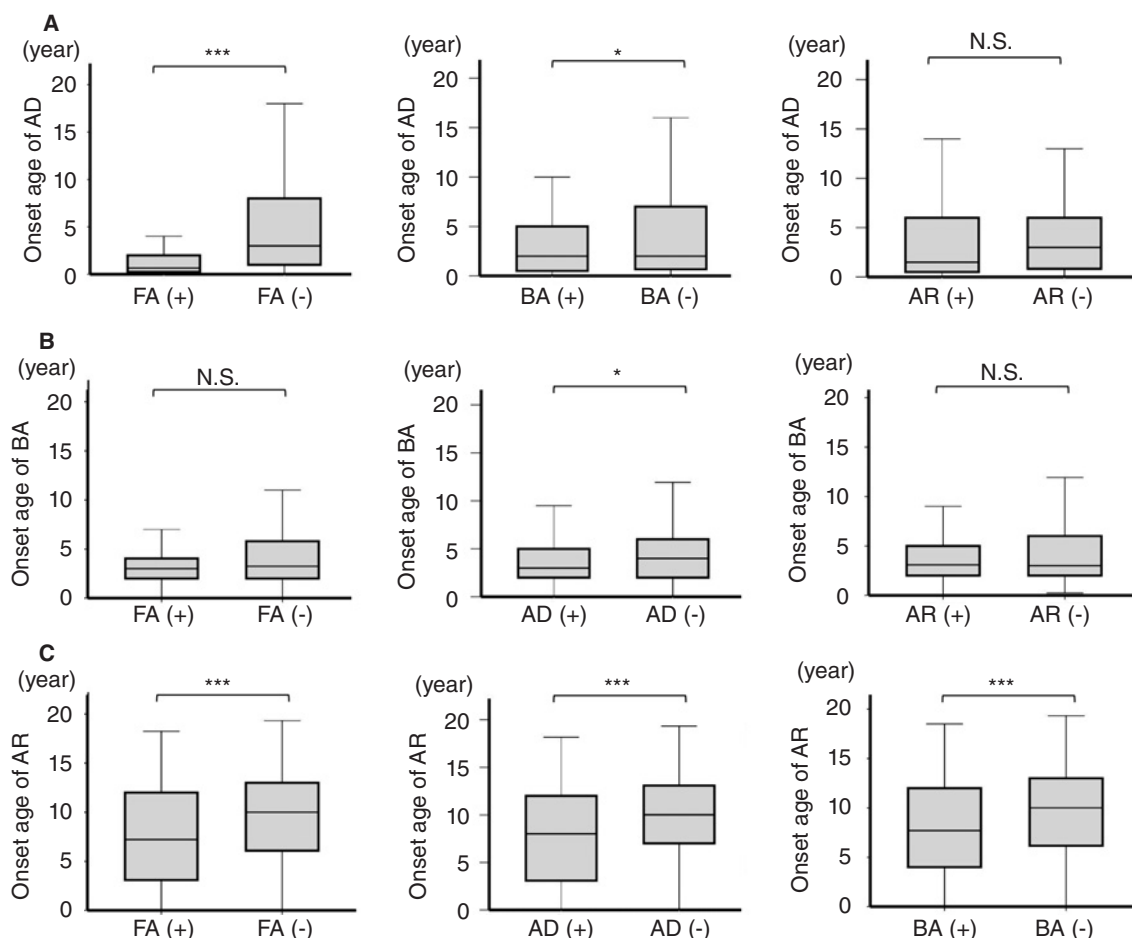 A
(year) *** (year) * (year) N.S.
Onset age of AD
20
15
10
5
0
FA (+) FA (-)
Onset age of AD
20
15
10
5
0
BA (+) BA (-)
Onset age of AD
20
15
10
5
0
AR (+) AR (-)
B
(year) N.S. (year) * (year) N.S.
Onset age of BA
20
15
10
5
0
FA (+) FA (-)
Onset age of BA
20
15
10
5
0
AD (+) AD (-)
Onset age of BA
20
15
10
5
0
AR (+) AR (-)
C
(year) *** (year) *** (year) ***
Onset age of AR
20
15
10
5
0
FA (+) FA (-)
Onset age of AR
20
15
10
5
0
AD (+) AD (-)
Onset age of AR
20
15
10
5
0
BA (+) BA (-)